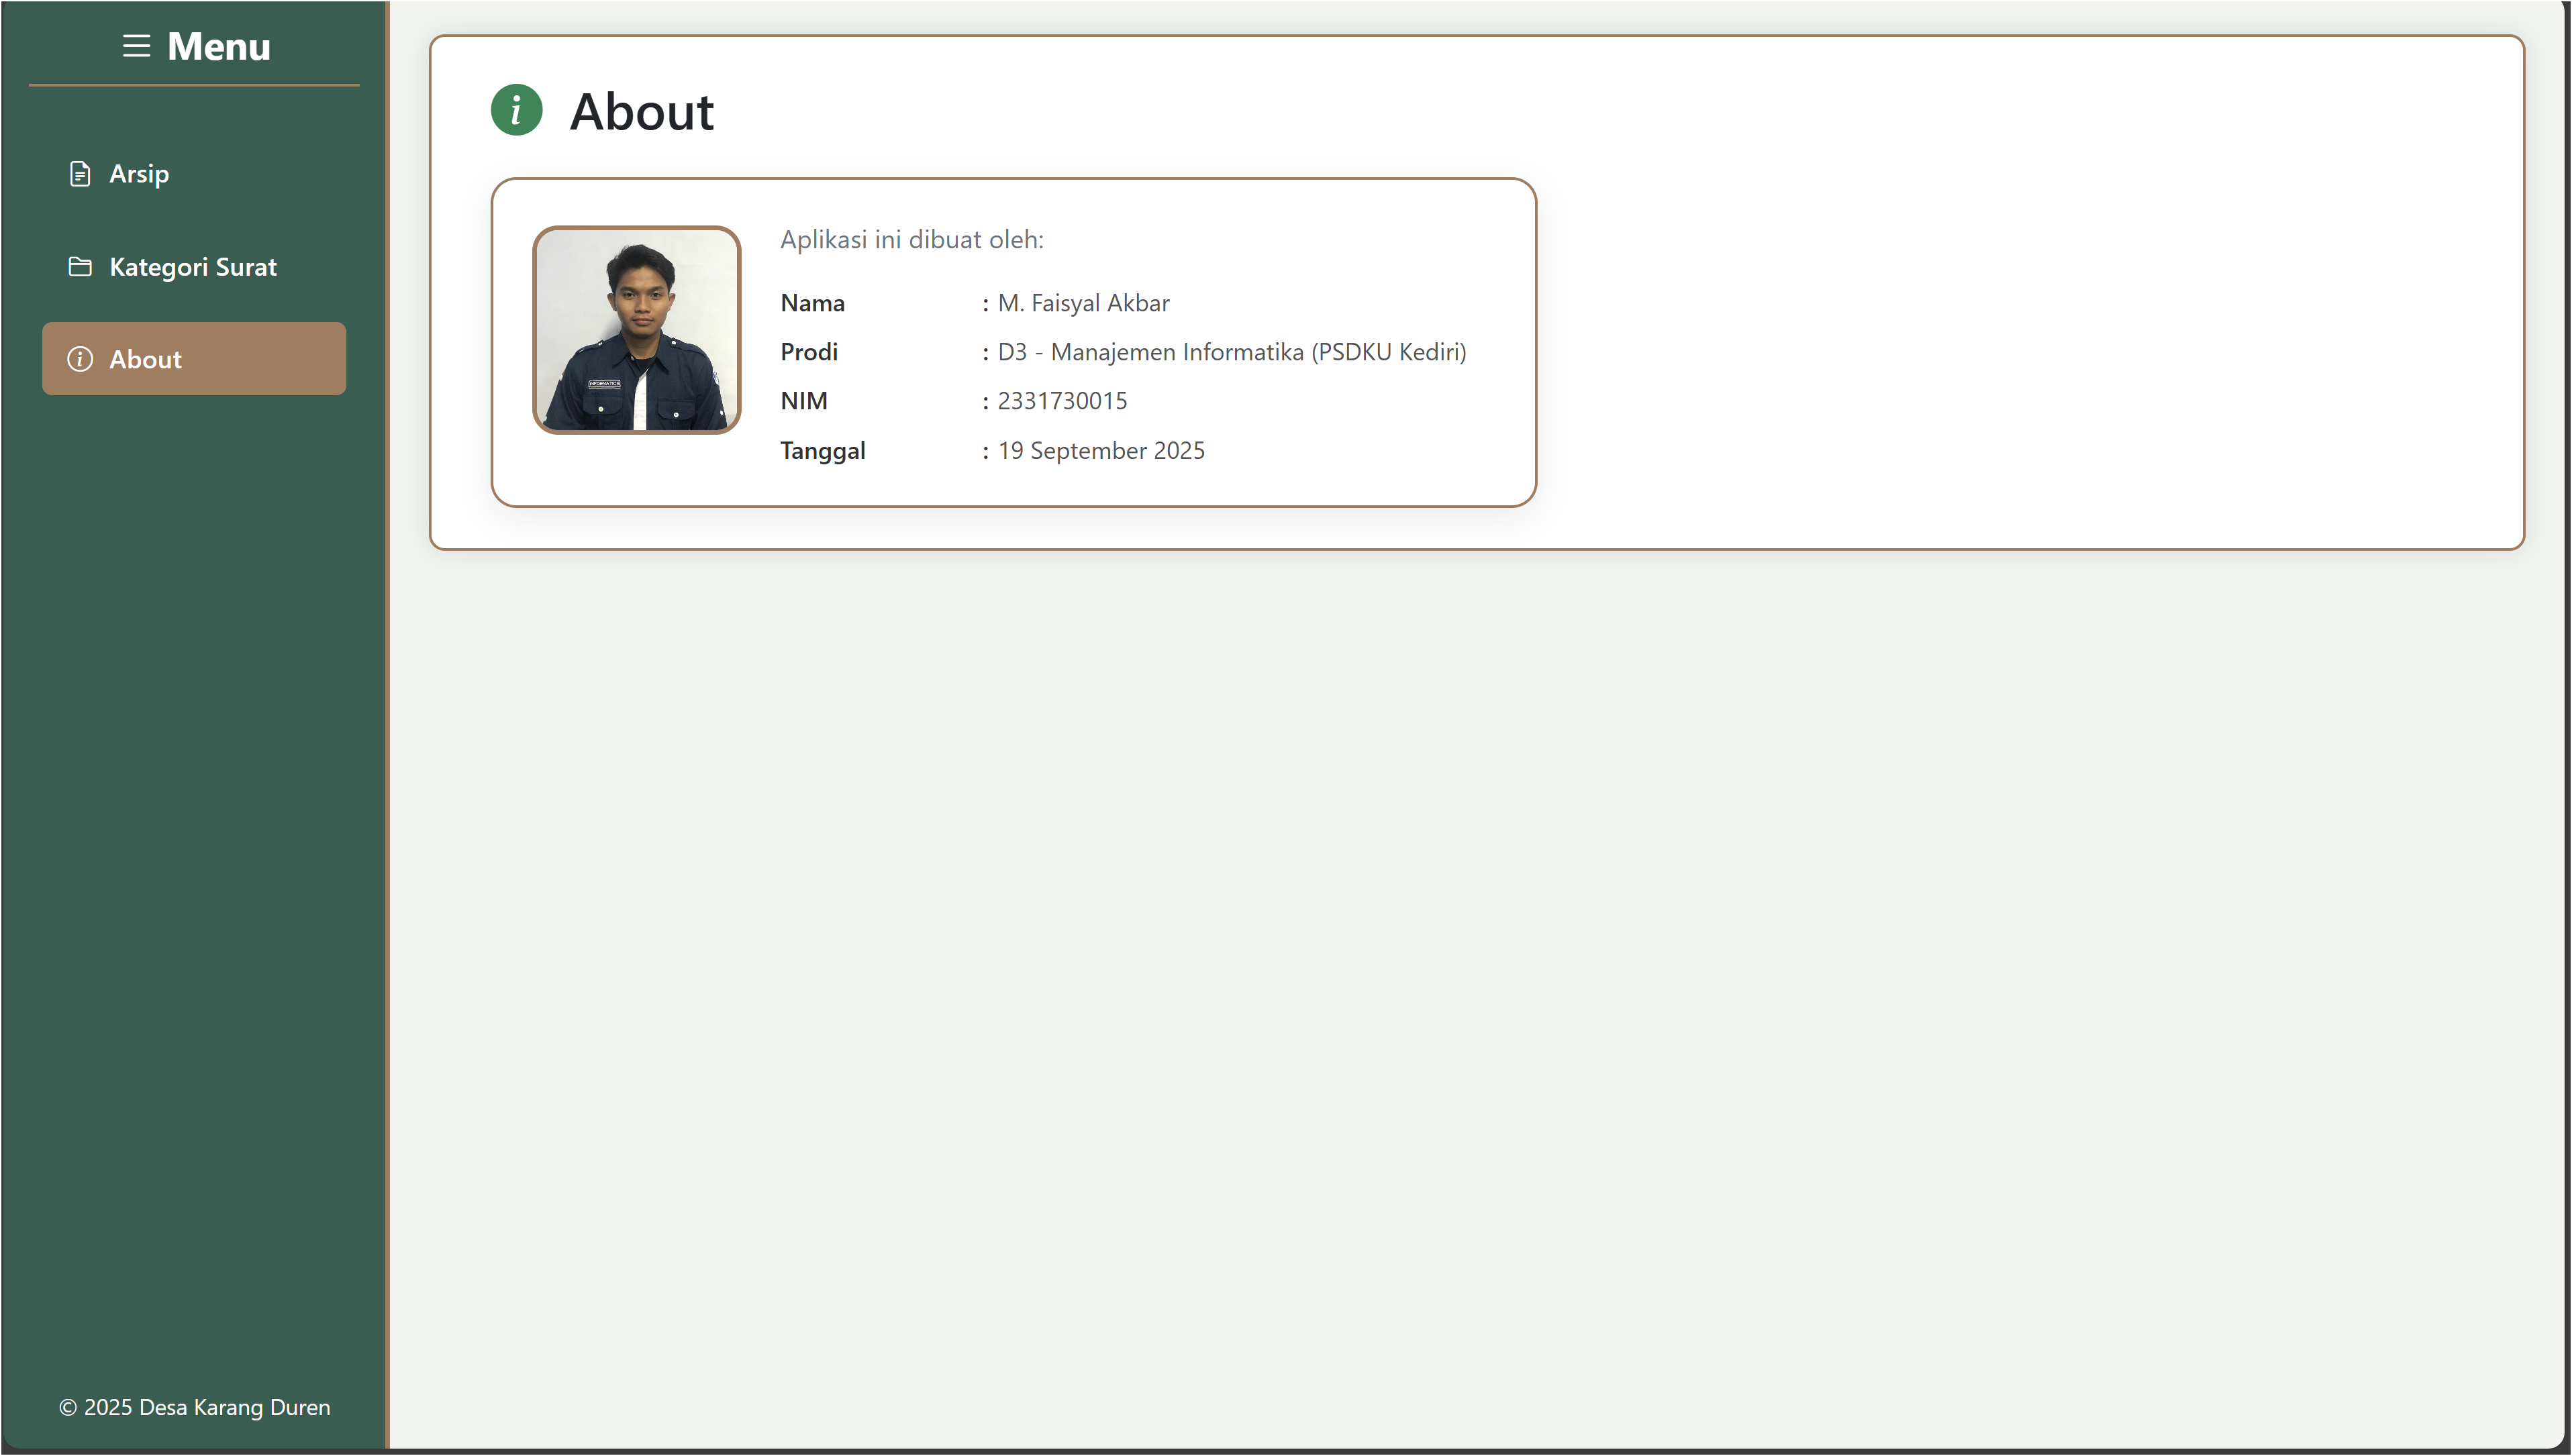 Menu
Arsip
Kategori Surat
About
© 2025 Desa Karang Duren
About
Aplikasi ini dibuat oleh:
Nama : M. Faisyal Akbar
Prodi : D3 - Manajemen Informatika (PSDKU Kediri)
NIM : 2331730015
Tanggal : 19 September 2025
INFORMATICS